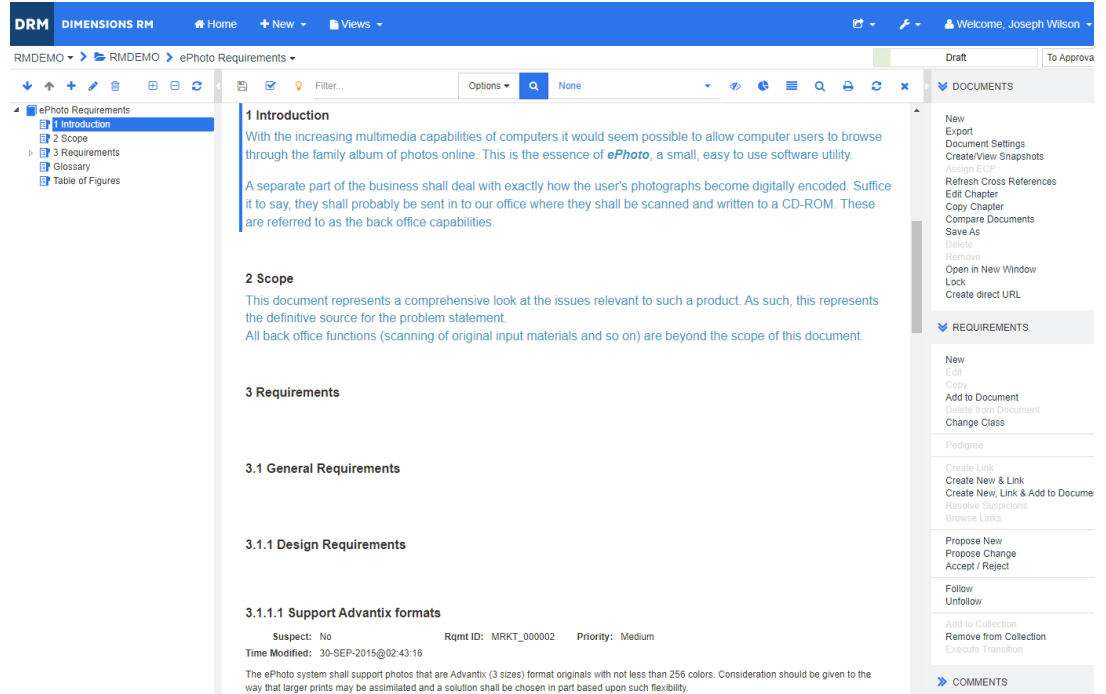 DRM DIMENSIONS RM Home New Views Welcome, Joseph Wilson
RMDEMO RMDEMO ePhoto Requirements Draft To Approva
Filter... Options None
ePhoto Requirements
1 Introduction
2 Scope
3 Requirements
Glossary
Table of Figures
1 Introduction
With the increasing multimedia capabilities of computers it would seem possible to allow computer users to browse
through the family album of photos online. This is the essence of ePhoto, a small, easy to use software utility.
A separate part of the business shall deal with exactly how the user's photographs become digitally encoded. Suffice
it to say, they shall probably be sent in to our office where they shall be scanned and written to a CD-ROM. These
are referred to as the back office capabilities.
2 Scope
This document represents a comprehensive look at the issues relevant to such a product. As such, this represents
the definitive source for the problem statement.
All back office functions (scanning of original input materials and so on) are beyond the scope of this document.
3 Requirements
3.1 General Requirements
3.1.1 Design Requirements
3.1.1.1 Support Advantix formats
Suspect: No Rqmt ID: MRKT_000002 Priority: Medium
Time Modified: 30-SEP-2015@02:43:16
The ePhoto system shall support photos that are Advantix (3 sizes) format originals with not less than 256 colors. Consideration should be given to the
way that larger prints may be assimilated and a solution shall be chosen in part based upon such flexibility.
DOCUMENTS
New
Export
Document Settings
Create/View Snapshots
Assign ECP
Refresh Cross References
Edit Chapter
Copy Chapter
Compare Documents
Save As
Delete
Remove
Open in New Window
Lock
Create direct URL
REQUIREMENTS
New
Edit
Copy
Add to Document
Delete from Document
Change Class
Pedigree
Create Link
Create New & Link
Create New, Link & Add to Docume
Resolve Suspicions
Browse Links
Propose New
Propose Change
Accept / Reject
Follow
Unfollow
Add to Collection
Remove from Collection
Execute Transition
COMMENTS